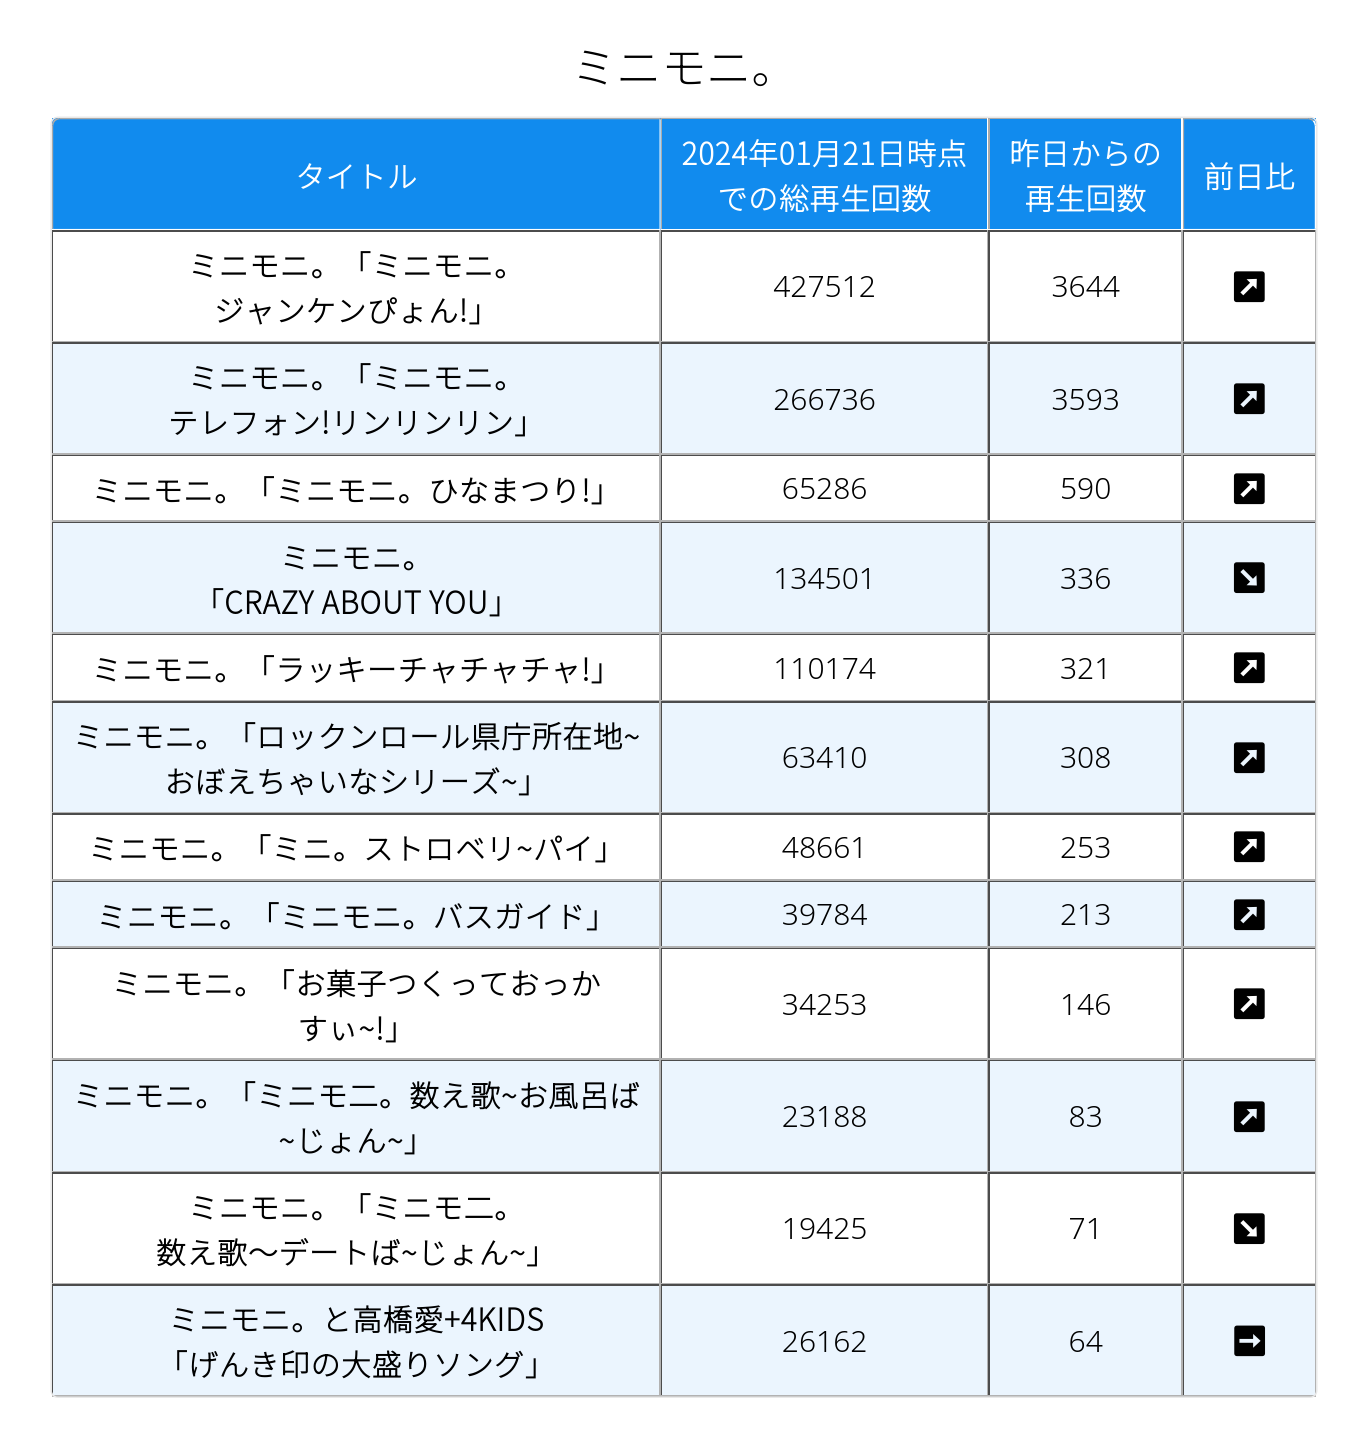 ミニモニ。
タイトル
2024年01月21日時点
での総再生回数
昨日からの
再生回数
前日比
ミニモニ。「ミニモニ。
ジャンケンぴょん!」
427512
3644
↗
ミニモニ。「ミニモニ。
テレフォン!リンリンリン」
266736
3593
↗
ミニモニ。「ミニモニ。ひなまつり!」
65286
590
↗
ミニモニ。
「CRAZY ABOUT YOU」
134501
336
↘
ミニモニ。「ラッキーチャチャチャ!」
110174
321
↗
ミニモニ。「ロックンロール県庁所在地~
おぼえちゃいなシリーズ~」
63410
308
↗
ミニモニ。「ミニ。ストロベリ~パイ」
48661
253
↗
ミニモニ。「ミニモニ。バスガイド」
39784
213
↗
ミニモニ。「お菓子つくっておっか
すぃ~!」
34253
146
↗
ミニモニ。「ミニモ二。数え歌~お風呂ば
~じょん~」
23188
83
↗
ミニモニ。「ミニモ二。
数え歌～デートば~じょん~」
19425
71
↘
ミニモニ。と高橋愛+4KIDS
「げんき印の大盛りソング」
26162
64
→